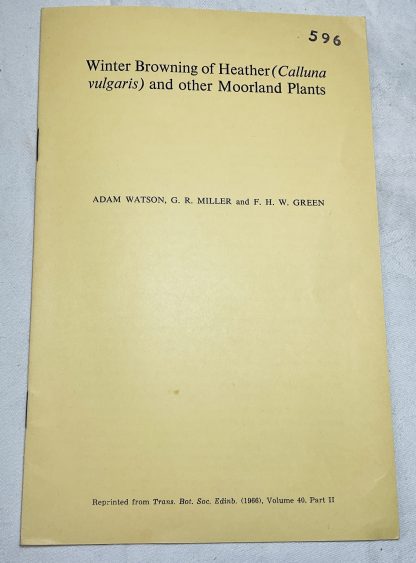 596
Winter Browning of Heather (Calluna
vulgaris) and other Moorland Plants
ADAM WATSON, G. R. MILLER and F. H. W. GREEN
Reprinted from Trans. Bot. Soc. Edinb. (1966), Volume 40, Part II